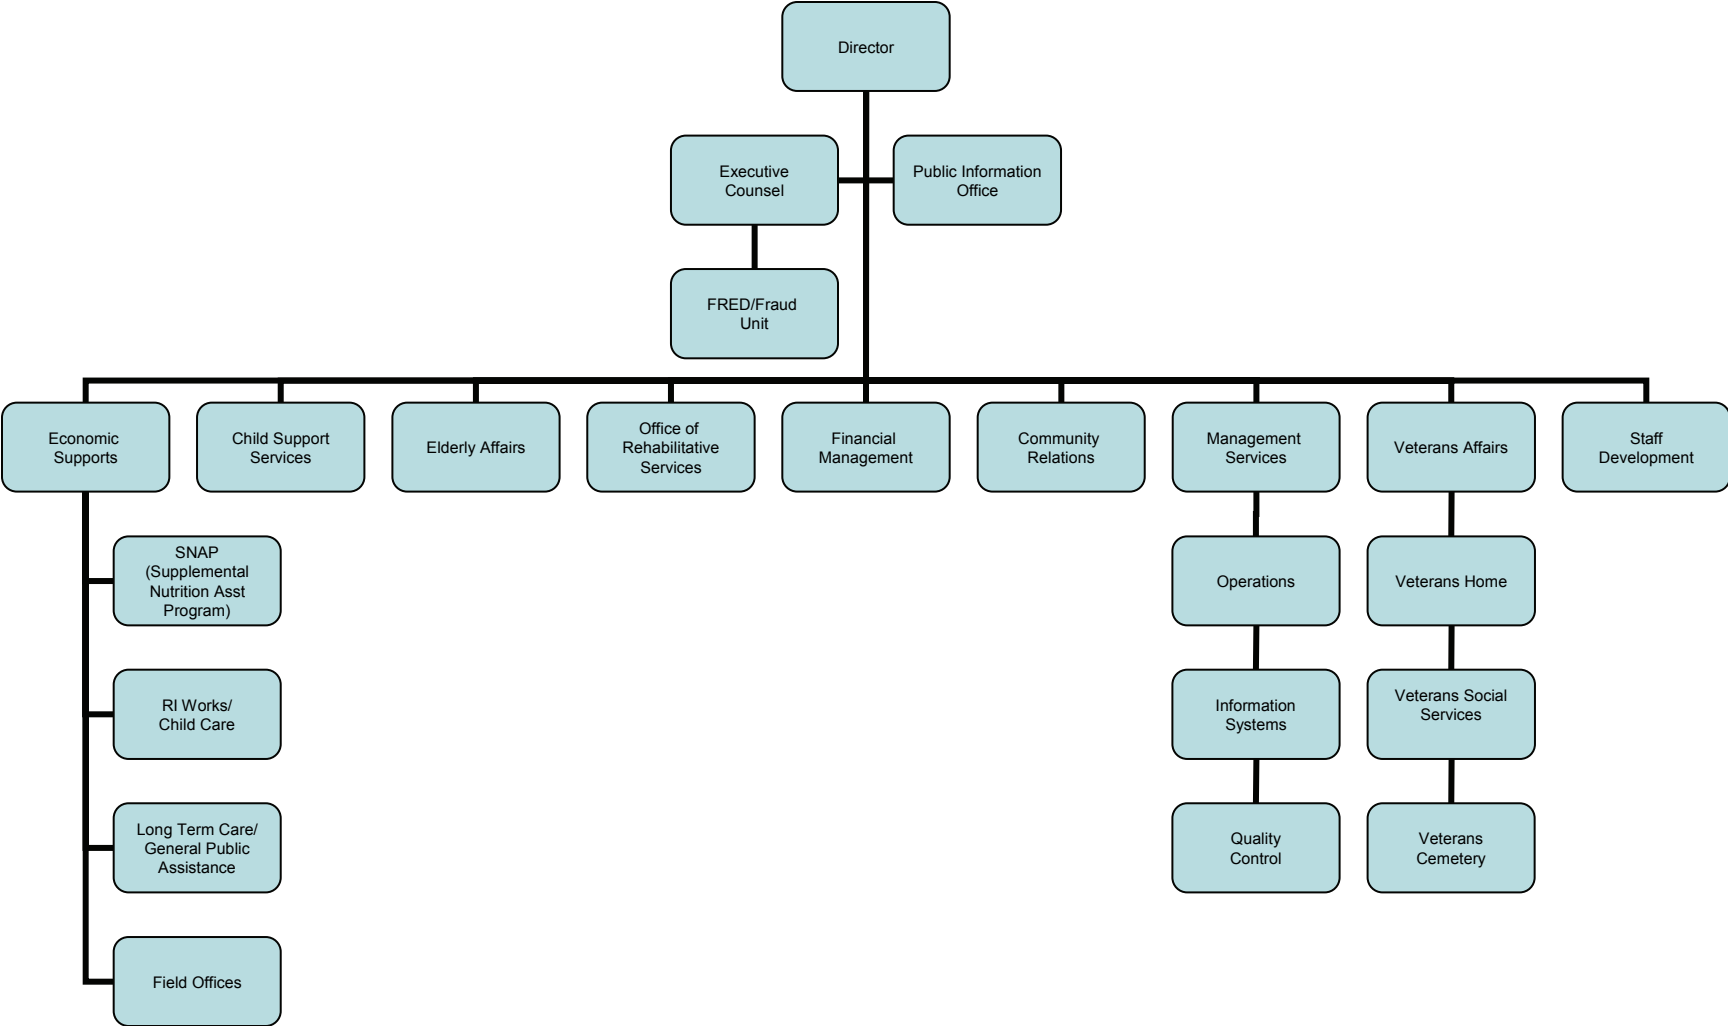 Director
Executive
Counsel
Public Information
Office
FRED/Fraud
Unit
Economic
Supports
Child Support
Services
Elderly Affairs
Office of
Rehabilitative
Services
Financial
Management
Community
Relations
Management
Services
Veterans Affairs
Staff
Development
SNAP
(Supplemental
Nutrition Asst
Program)
Operations
Veterans Home
RI Works/
Child Care
Information
Systems
Veterans Social
Services
Long Term Care/
General Public
Assistance
Quality
Control
Veterans
Cemetery
Field Offices